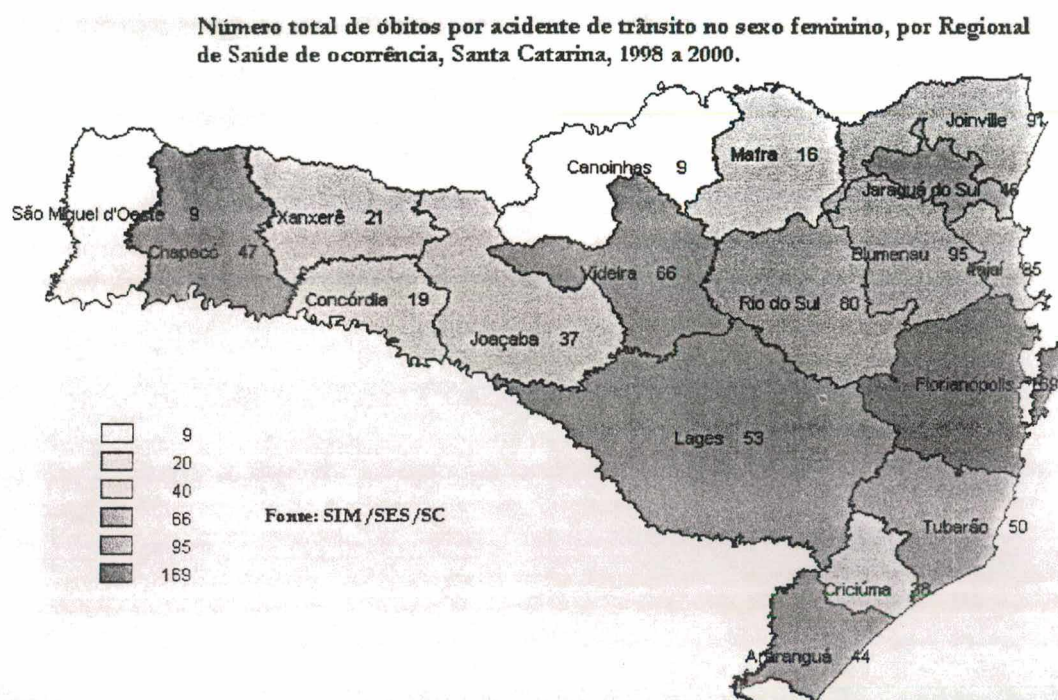 Número total de óbitos por acidente de trânsito no sexo feminino, por Regional
de Saúde de ocorrência, Santa Catarina, 1998 a 2000.
Joinville 91
Canoinhas 9
Mafra 16
Jaraguá do Sul 46
São Miguel d'Oeste 9
Xanxerê 21
Chapecó 47
Blumenau 95
Itajaí 85
Videira 66
Concórdia 19
Rio do Sul 80
Joaçaba 37
Florianópolis 169
Lages 53
9
20
40
66
95
169
Fonte: SIM/SES/SC
Tubarão 50
Criciúma 38
Araranguá 44